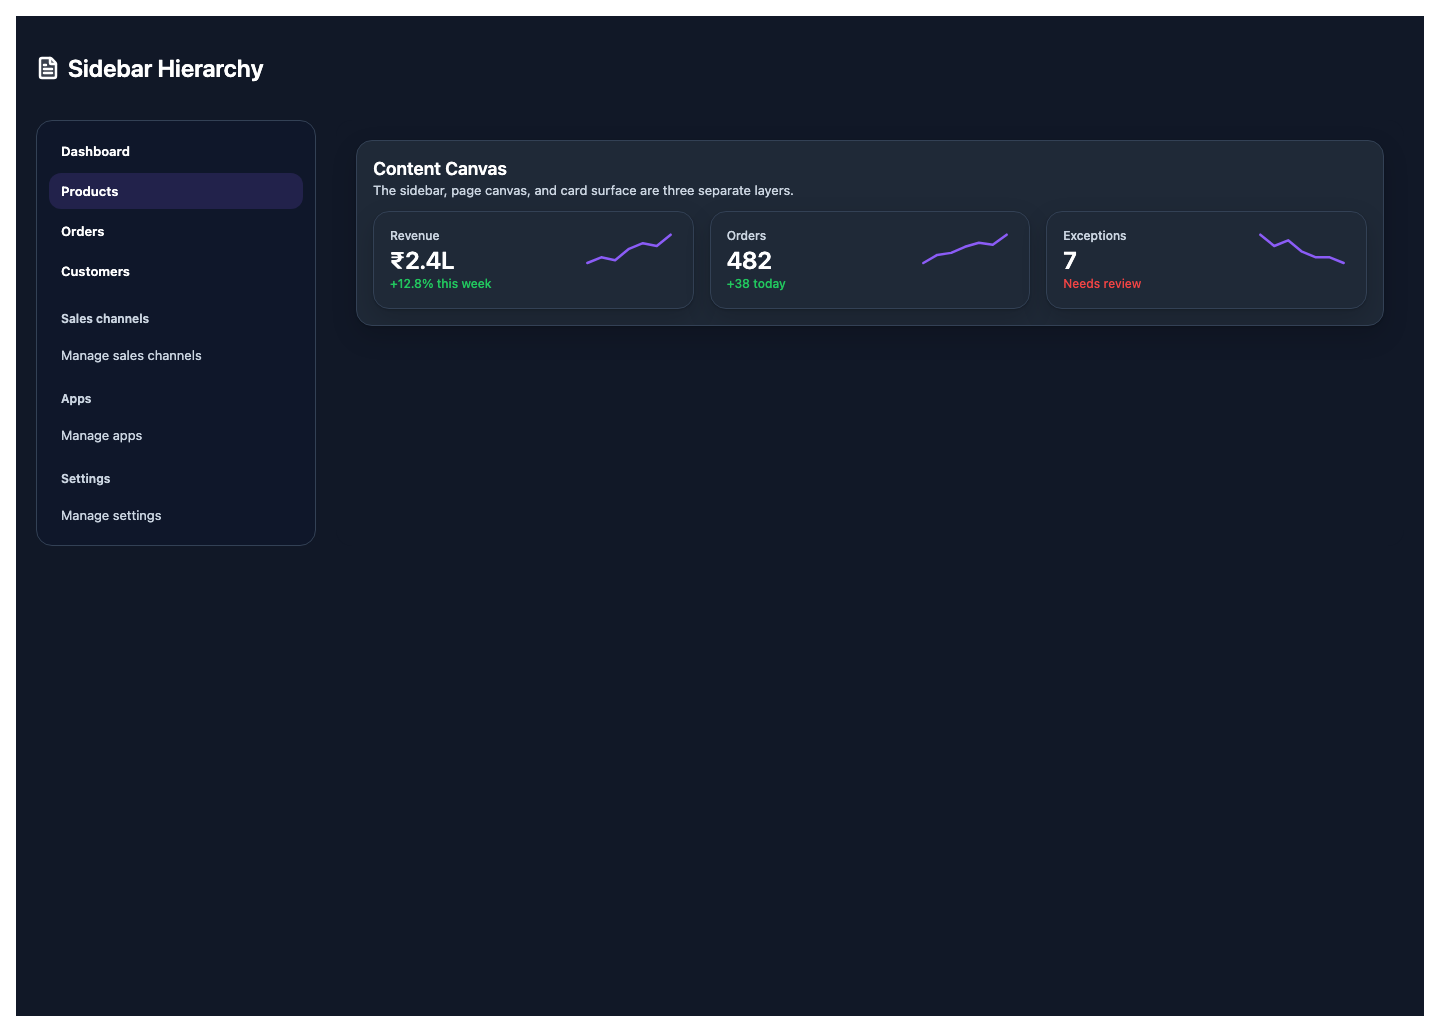 Sidebar Hierarchy
Dashboard
Products
Orders
Customers
Sales channels
Manage sales channels
Apps
Manage apps
Settings
Manage settings
Content Canvas
The sidebar, page canvas, and card surface are three separate layers.
Revenue
₹2.4L
+12.8% this week
Orders
482
+38 today
Exceptions
7
Needs review